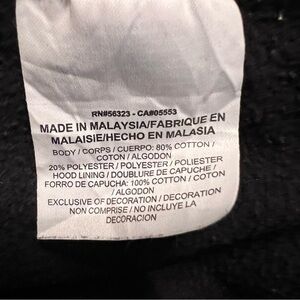 RN#56323 - CA#05553
MADE IN MALAYSIA/FABRIQUE EN
MALAISIE/HECHO EN MALASIA
BODY / CORPS / CUERPO: 80% COTTON /
COTON / ALGODON
20% POLYESTER / POLYESTER / POLIESTER
HOOD LINING / DOUBLURE DE CAPUCHE /
FORRO DE CAPUCHA: 100% COTTON / COTON
/ ALGODON
EXCLUSIVE OF DECORATION / DECORATION
NON COMPRISE / NO INCLUYE LA
DECORACION